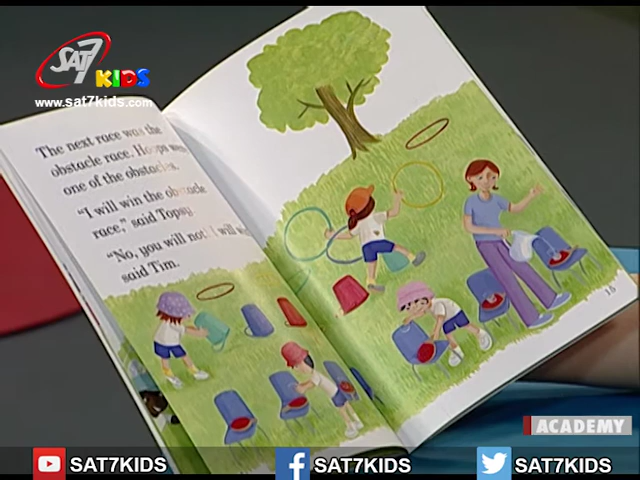 SAT7
KIDS
www.sat7kids.com
The next race was the
obstacle race. Hoops were
one of the obstacles.
"I will win the obstacle
race," said Topsy.
"No, you will not! I will
said Tim.
15
ACADEMY
SAT7KIDS
SAT7KIDS
SAT7KIDS